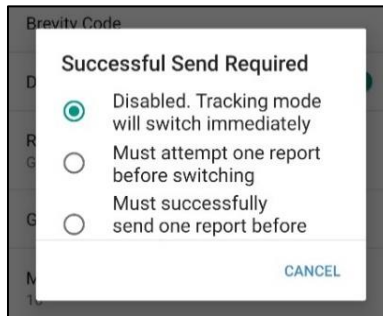 Brevity Code
Successful Send Required
D
Disabled. Tracking mode
will switch immediately
R
G
Must attempt one report
before switching
G
Must successfully
send one report before
CANCEL
M
10